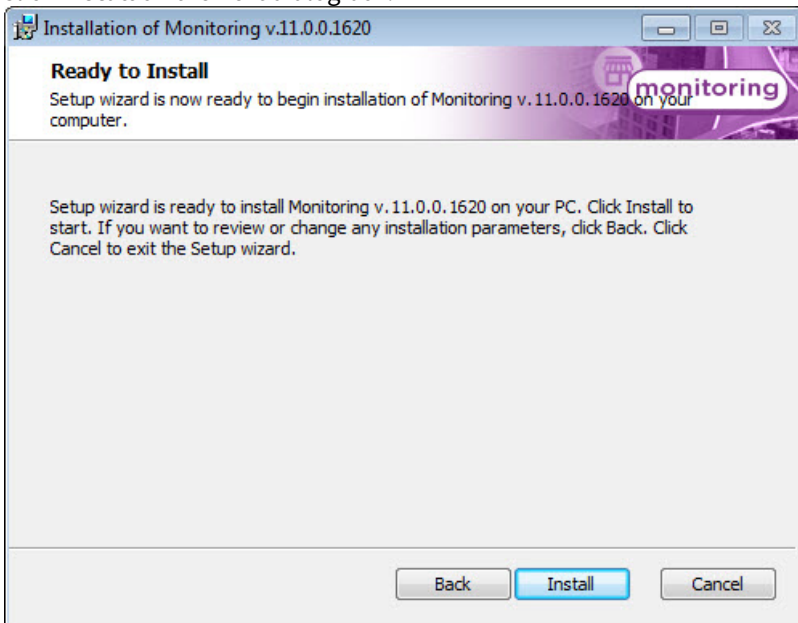 Installation of Monitoring v.11.0.0.1620
Ready to Install
monitoring
Setup wizard is now ready to begin installation of Monitoring v.11.0.0.1620 on your
computer.
Setup wizard is ready to install Monitoring v.11.0.0.1620 on your PC. Click Install to
start. If you want to review or change any installation parameters, click Back. Click
Cancel to exit the Setup wizard.
Back Install Cancel